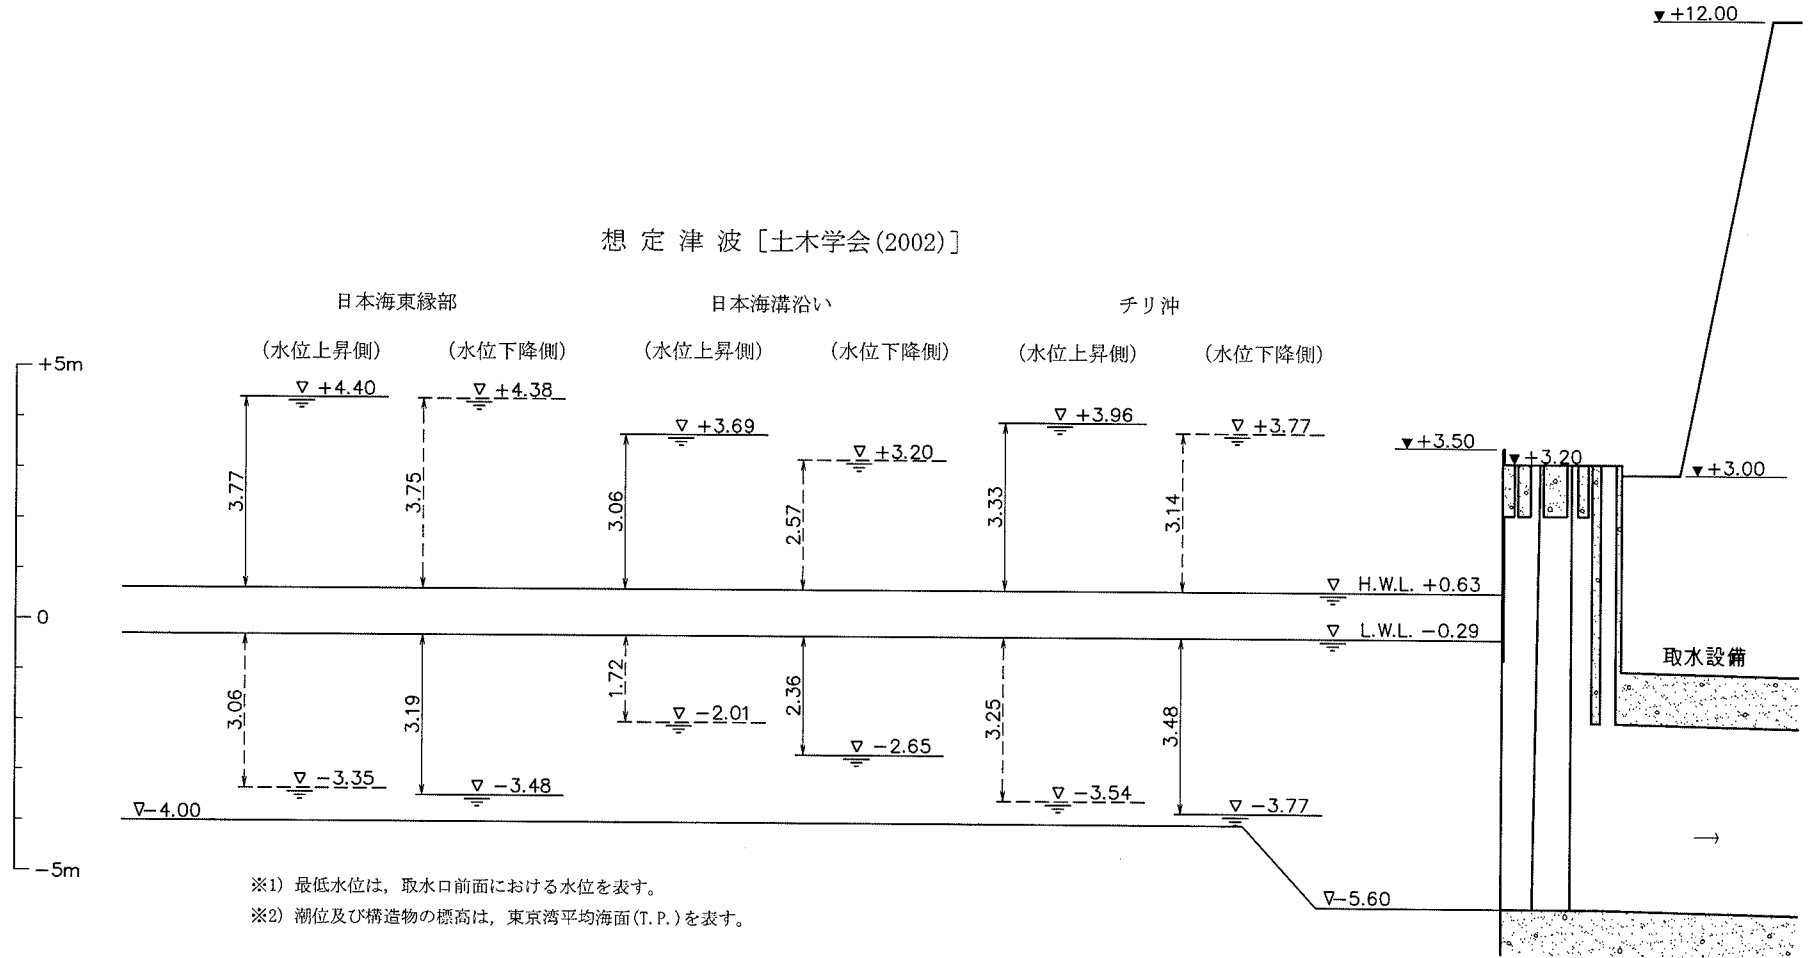 ▼+12.00
想 定 津 波 [土木学会(2002)]
日本海東縁部
日本海溝沿い
チリ沖
(水位上昇側)
(水位下降側)
(水位上昇側)
(水位下降側)
(水位上昇側)
(水位下降側)
+5m
▽ +4.40
▽ +4.38
▽ +3.69
▽ +3.20
▽ +3.96
▽ +3.77
▼+3.50
▼+3.20
▼+3.00
3.77
3.75
3.06
2.57
3.33
3.14
▽ H.W.L. +0.63
0
▽ L.W.L. −0.29
取水設備
3.06
3.19
1.72
2.36
3.25
3.48
▽ −2.01
▽ −2.65
▽ −3.35
▽ −3.48
▽ −3.54
▽ −3.77
▽−4.00
→
−5m
▽−5.60
※1) 最低水位は, 取水口前面における水位を表す。
※2) 潮位及び構造物の標高は, 東京湾平均海面(T.P.)を表す。